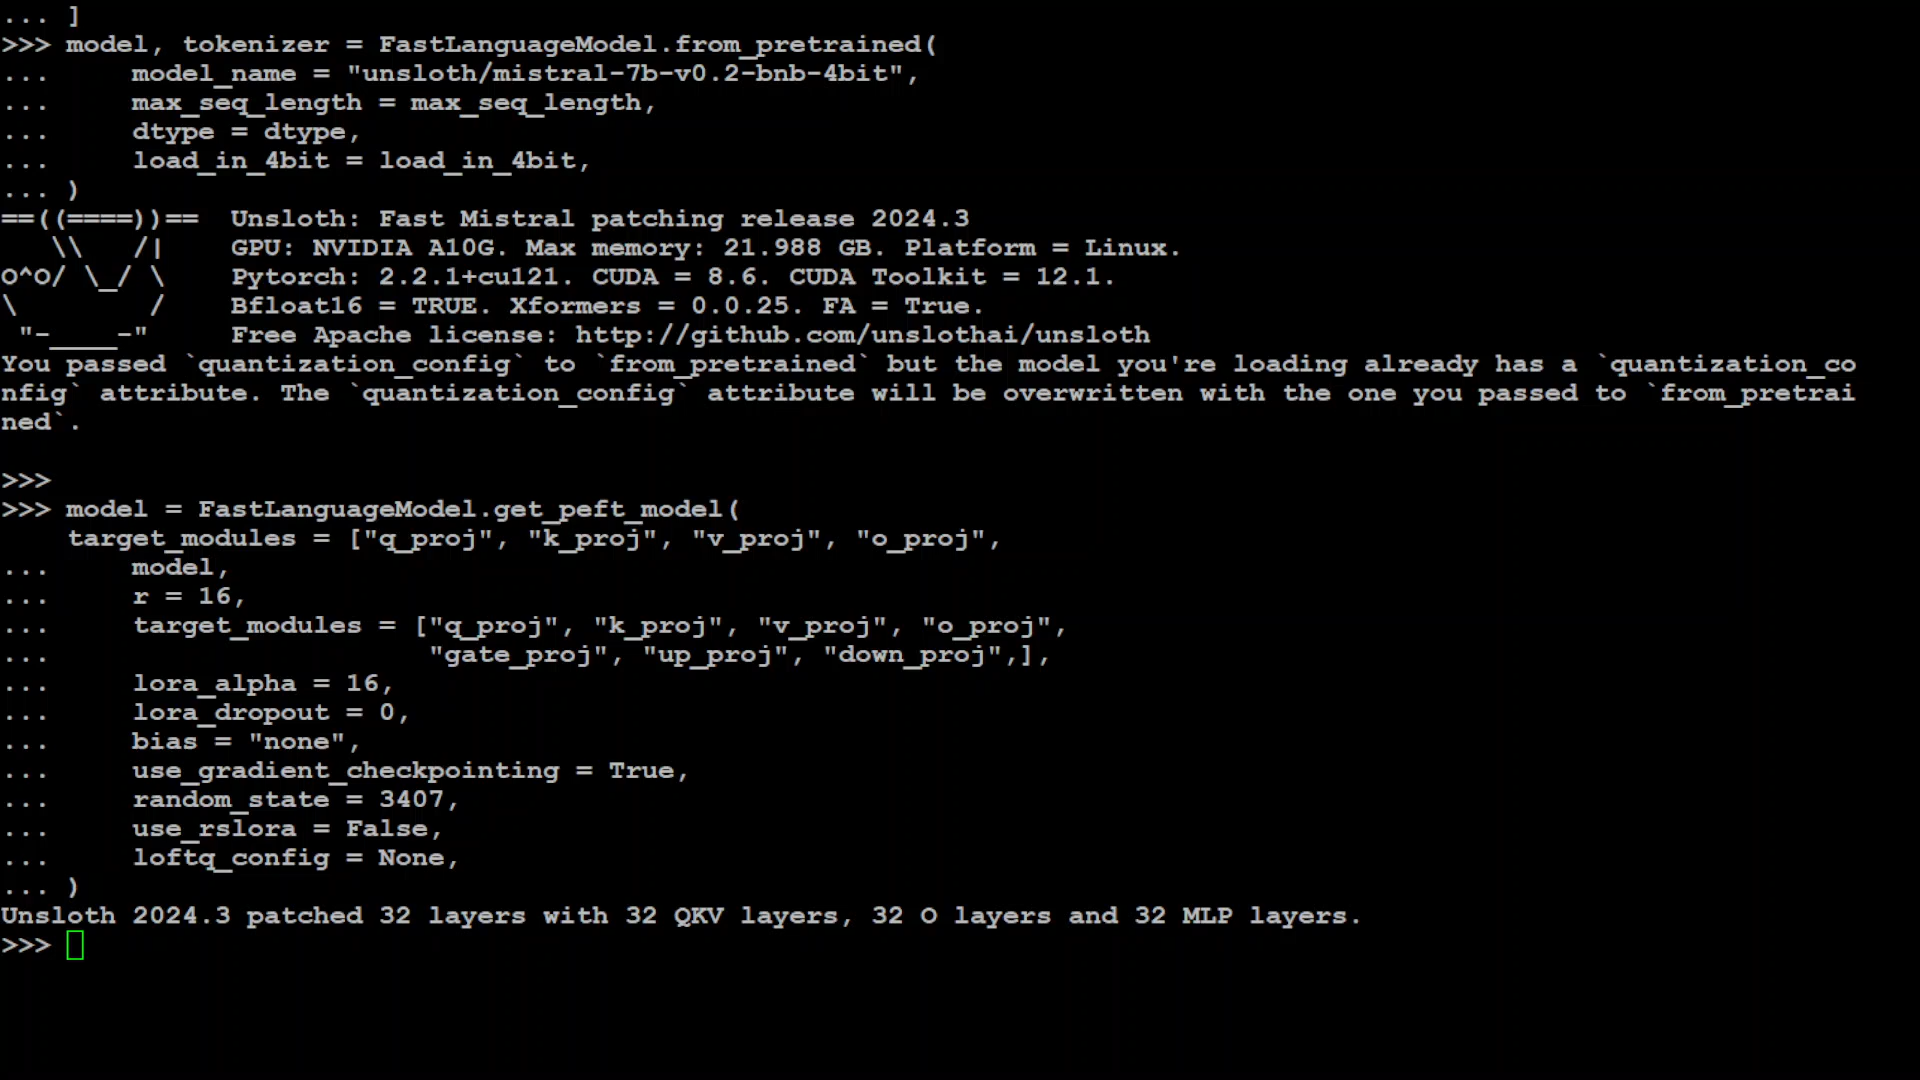 ... ]
>>> model, tokenizer = FastLanguageModel.from_pretrained(
...     model_name = "unsloth/mistral-7b-v0.2-bnb-4bit",
...     max_seq_length = max_seq_length,
...     dtype = dtype,
...     load_in_4bit = load_in_4bit,
... )
==((====))==  Unsloth: Fast Mistral patching release 2024.3
   \\   /|    GPU: NVIDIA A10G. Max memory: 21.988 GB. Platform = Linux.
O^O/ \_/ \    Pytorch: 2.2.1+cu121. CUDA = 8.6. CUDA Toolkit = 12.1.
\        /    Bfloat16 = TRUE. Xformers = 0.0.25. FA = True.
 "-____-"     Free Apache license: http://github.com/unslothai/unsloth
You passed `quantization_config` to `from_pretrained` but the model you're loading already has a `quantization_co
nfig` attribute. The `quantization_config` attribute will be overwritten with the one you passed to `from_pretrai
ned`.
>>>
>>> model = FastLanguageModel.get_peft_model(
    target_modules = ["q_proj", "k_proj", "v_proj", "o_proj",
...     model,
...     r = 16,
...     target_modules = ["q_proj", "k_proj", "v_proj", "o_proj",
...                       "gate_proj", "up_proj", "down_proj",],
...     lora_alpha = 16,
...     lora_dropout = 0,
...     bias = "none",
...     use_gradient_checkpointing = True,
...     random_state = 3407,
...     use_rslora = False,
...     loftq_config = None,
... )
Unsloth 2024.3 patched 32 layers with 32 QKV layers, 32 O layers and 32 MLP layers.
>>>